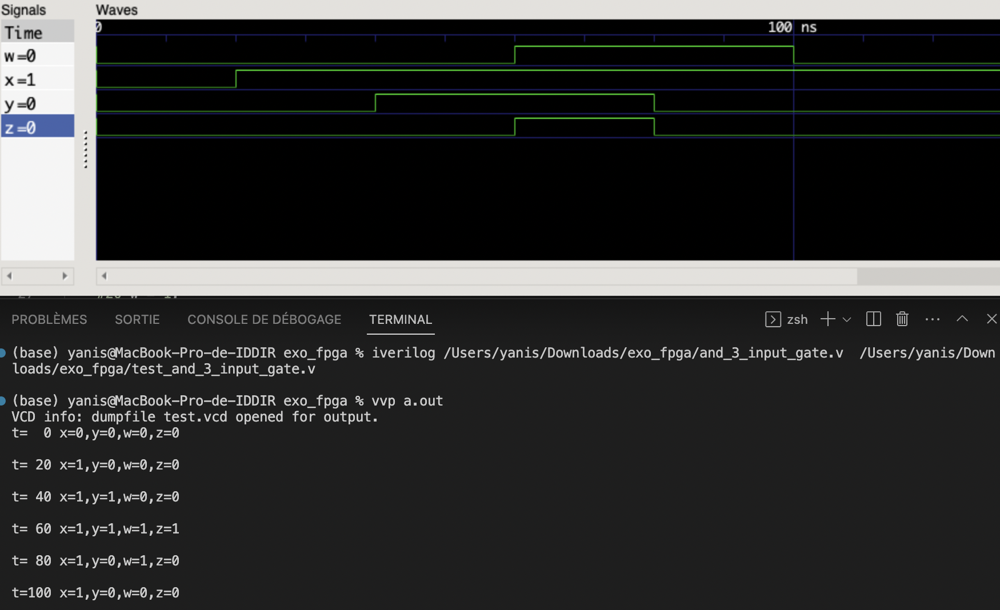 Signals
Waves
Time
0
100 ns
w=0
x=1
y=0
z=0
PROBLÈMES SORTIE CONSOLE DE DÉBOGAGE TERMINAL zsh
(base) yanis@MacBook-Pro-de-IDDIR exo_fpga % iverilog /Users/yanis/Downloads/exo_fpga/and_3_input_gate.v  /Users/yanis/Down
loads/exo_fpga/test_and_3_input_gate.v
(base) yanis@MacBook-Pro-de-IDDIR exo_fpga % vvp a.out
VCD info: dumpfile test.vcd opened for output.
t=  0 x=0,y=0,w=0,z=0
t= 20 x=1,y=0,w=0,z=0
t= 40 x=1,y=1,w=0,z=0
t= 60 x=1,y=1,w=1,z=1
t= 80 x=1,y=0,w=1,z=0
t=100 x=1,y=0,w=0,z=0